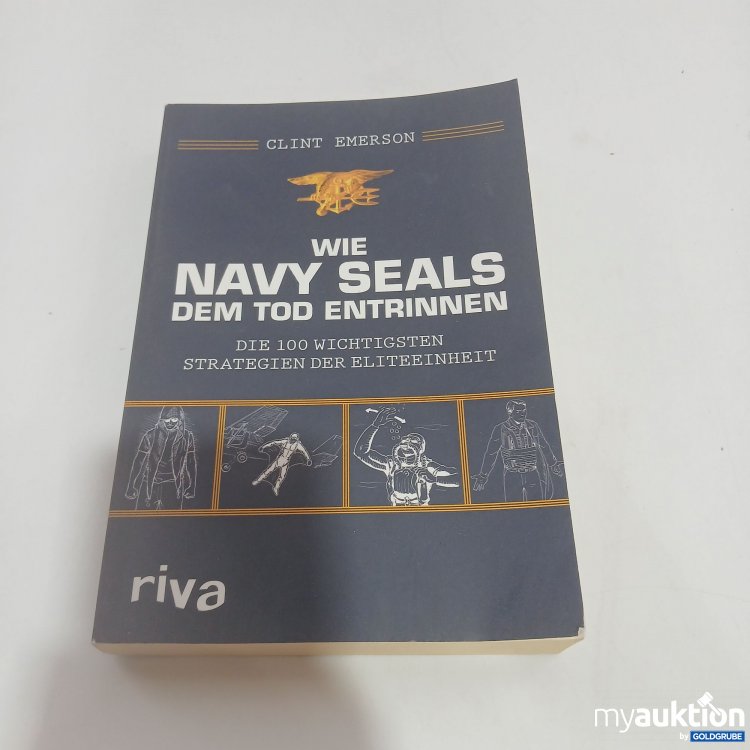 CLINT EMERSON
WIE
NAVY SEALS
DEM TOD ENTRINNEN
DIE 100 WICHTIGSTEN
STRATEGIEN DER ELITEEINHEIT
riva
myauktion
by GOLDGRUBE